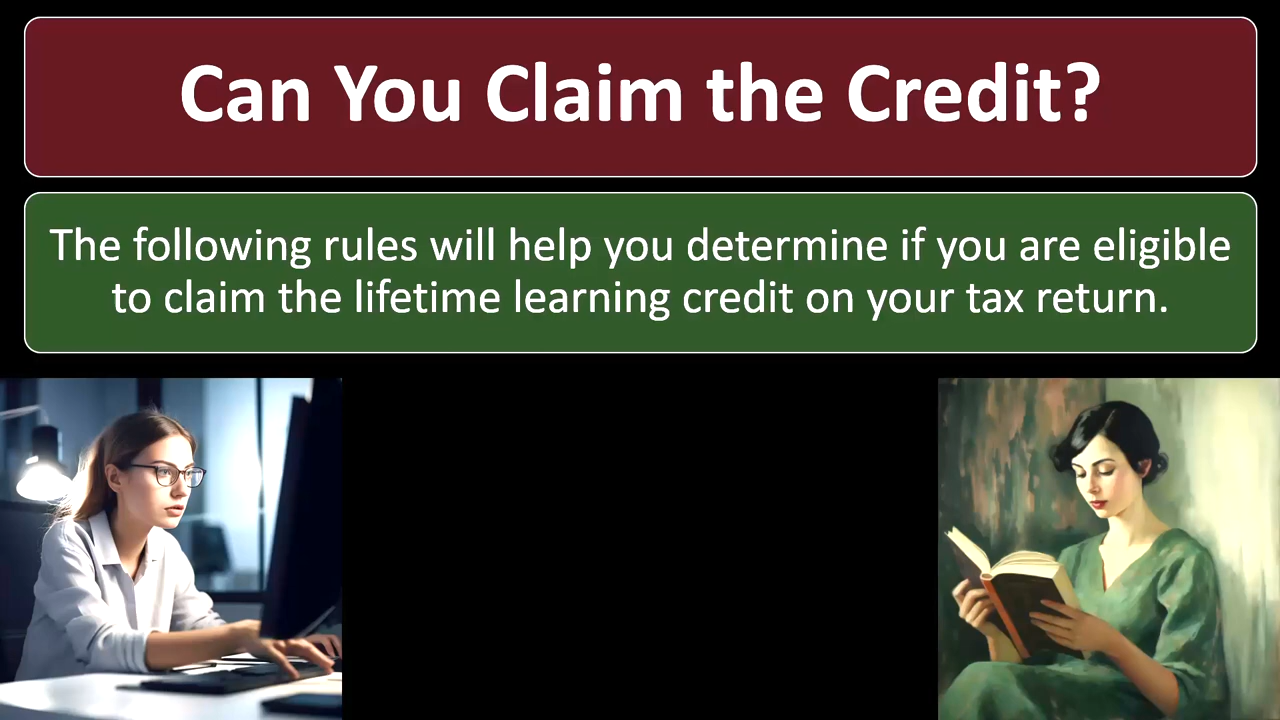 Can You Claim the Credit?
The following rules will help you determine if you are eligible
to claim the lifetime learning credit on your tax return.